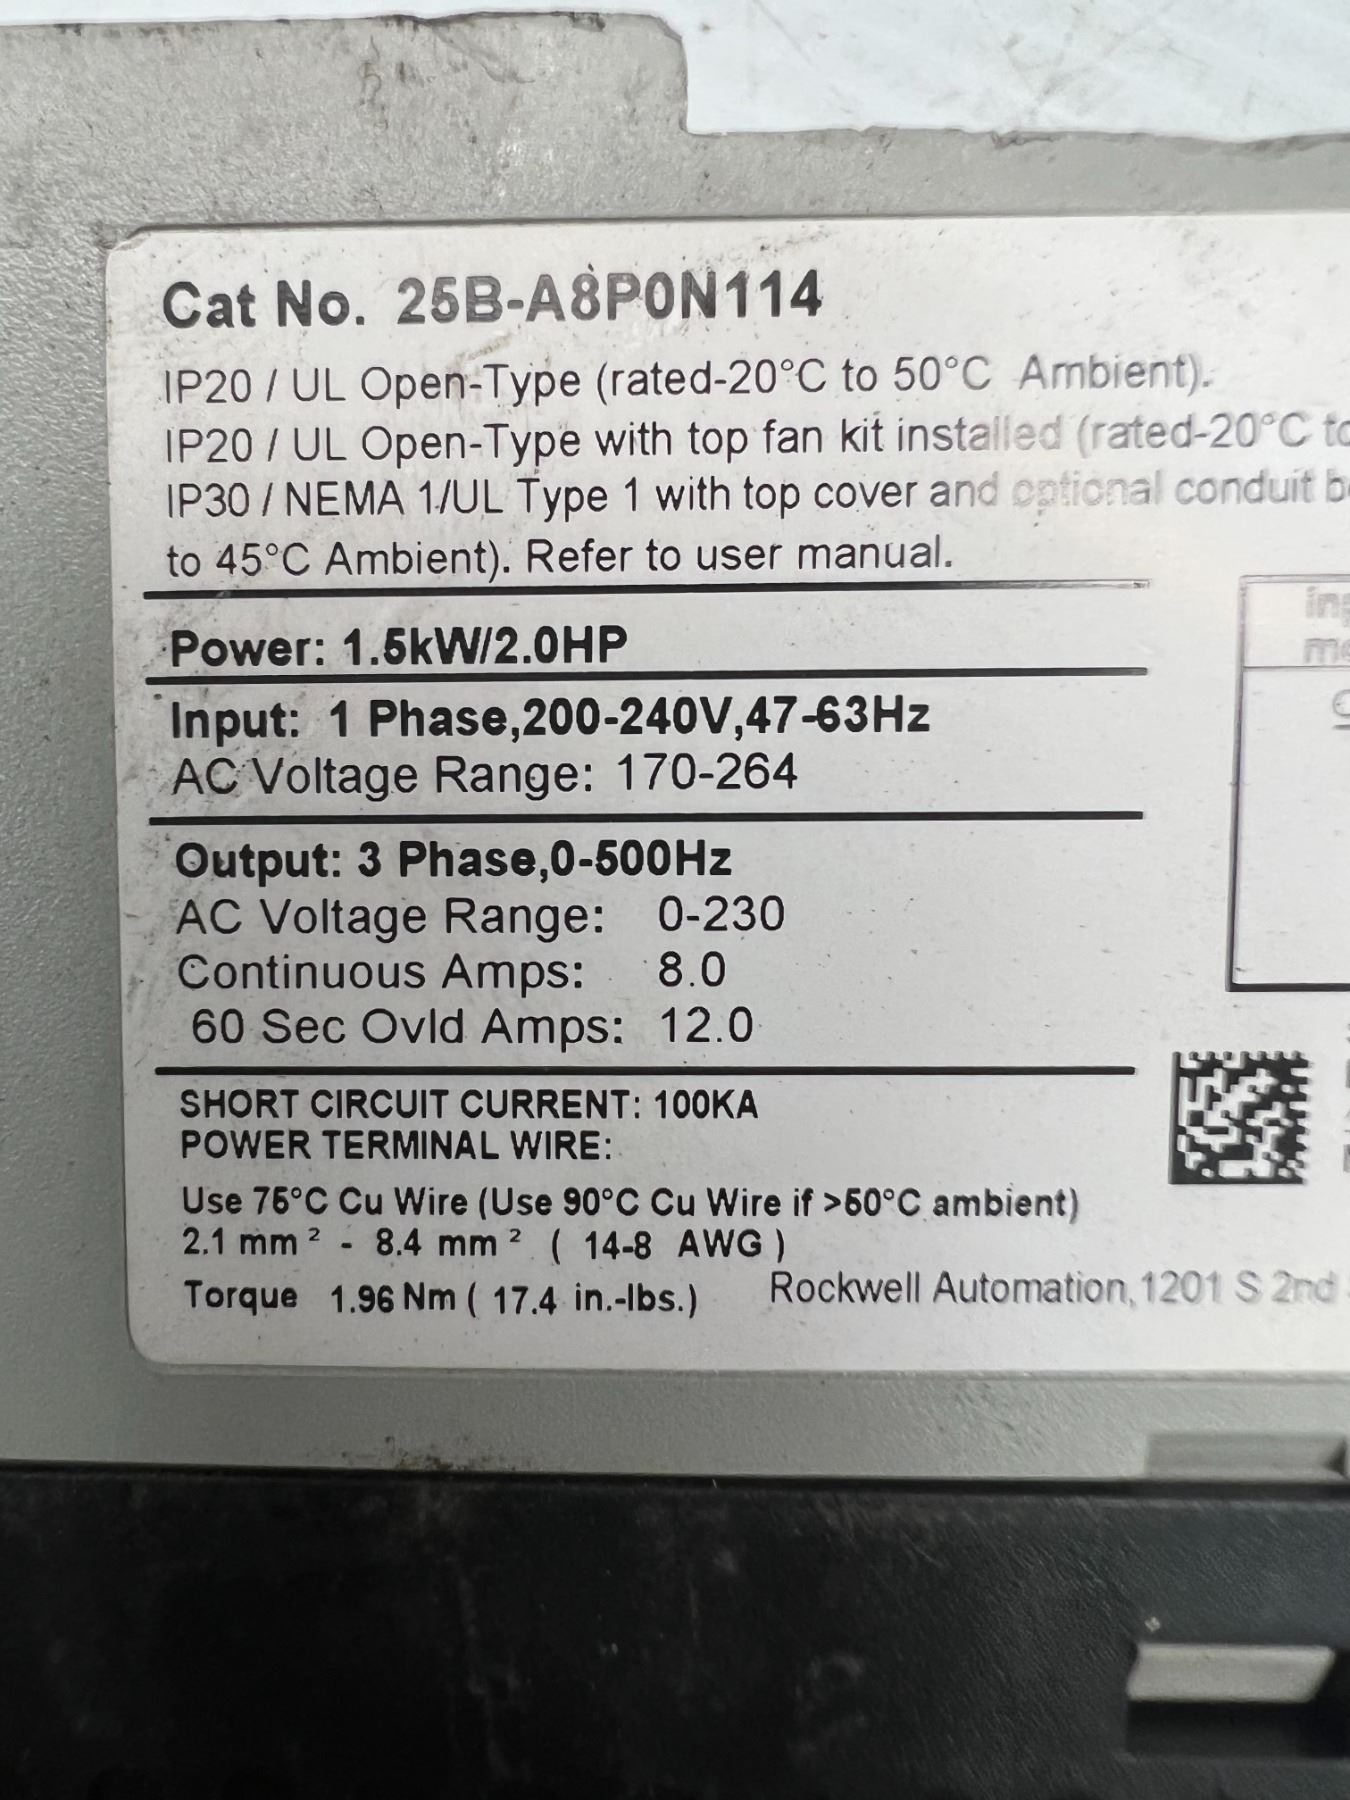 Cat No. 25B-A8P0N114
IP20 / UL Open-Type (rated-20°C to 50°C Ambient).
IP20 / UL Open-Type with top fan kit installed (rated-20°C to
IP30 / NEMA 1/UL Type 1 with top cover and optional conduit
to 45°C Ambient). Refer to user manual.
Power: 1.5kW/2.0HP
Input: 1 Phase,200-240V,47-63Hz
AC Voltage Range: 170-264
Output: 3 Phase,0-500Hz
AC Voltage Range: 0-230
Continuous Amps: 8.0
60 Sec Ovld Amps: 12.0
SHORT CIRCUIT CURRENT: 100KA
POWER TERMINAL WIRE:
Use 75°C Cu Wire (Use 90°C Cu Wire if >50°C ambient)
2.1 mm² - 8.4 mm² ( 14-8 AWG )
Torque 1.96 Nm ( 17.4 in.-lbs.)
Rockwell Automation, 1201 S 2nd